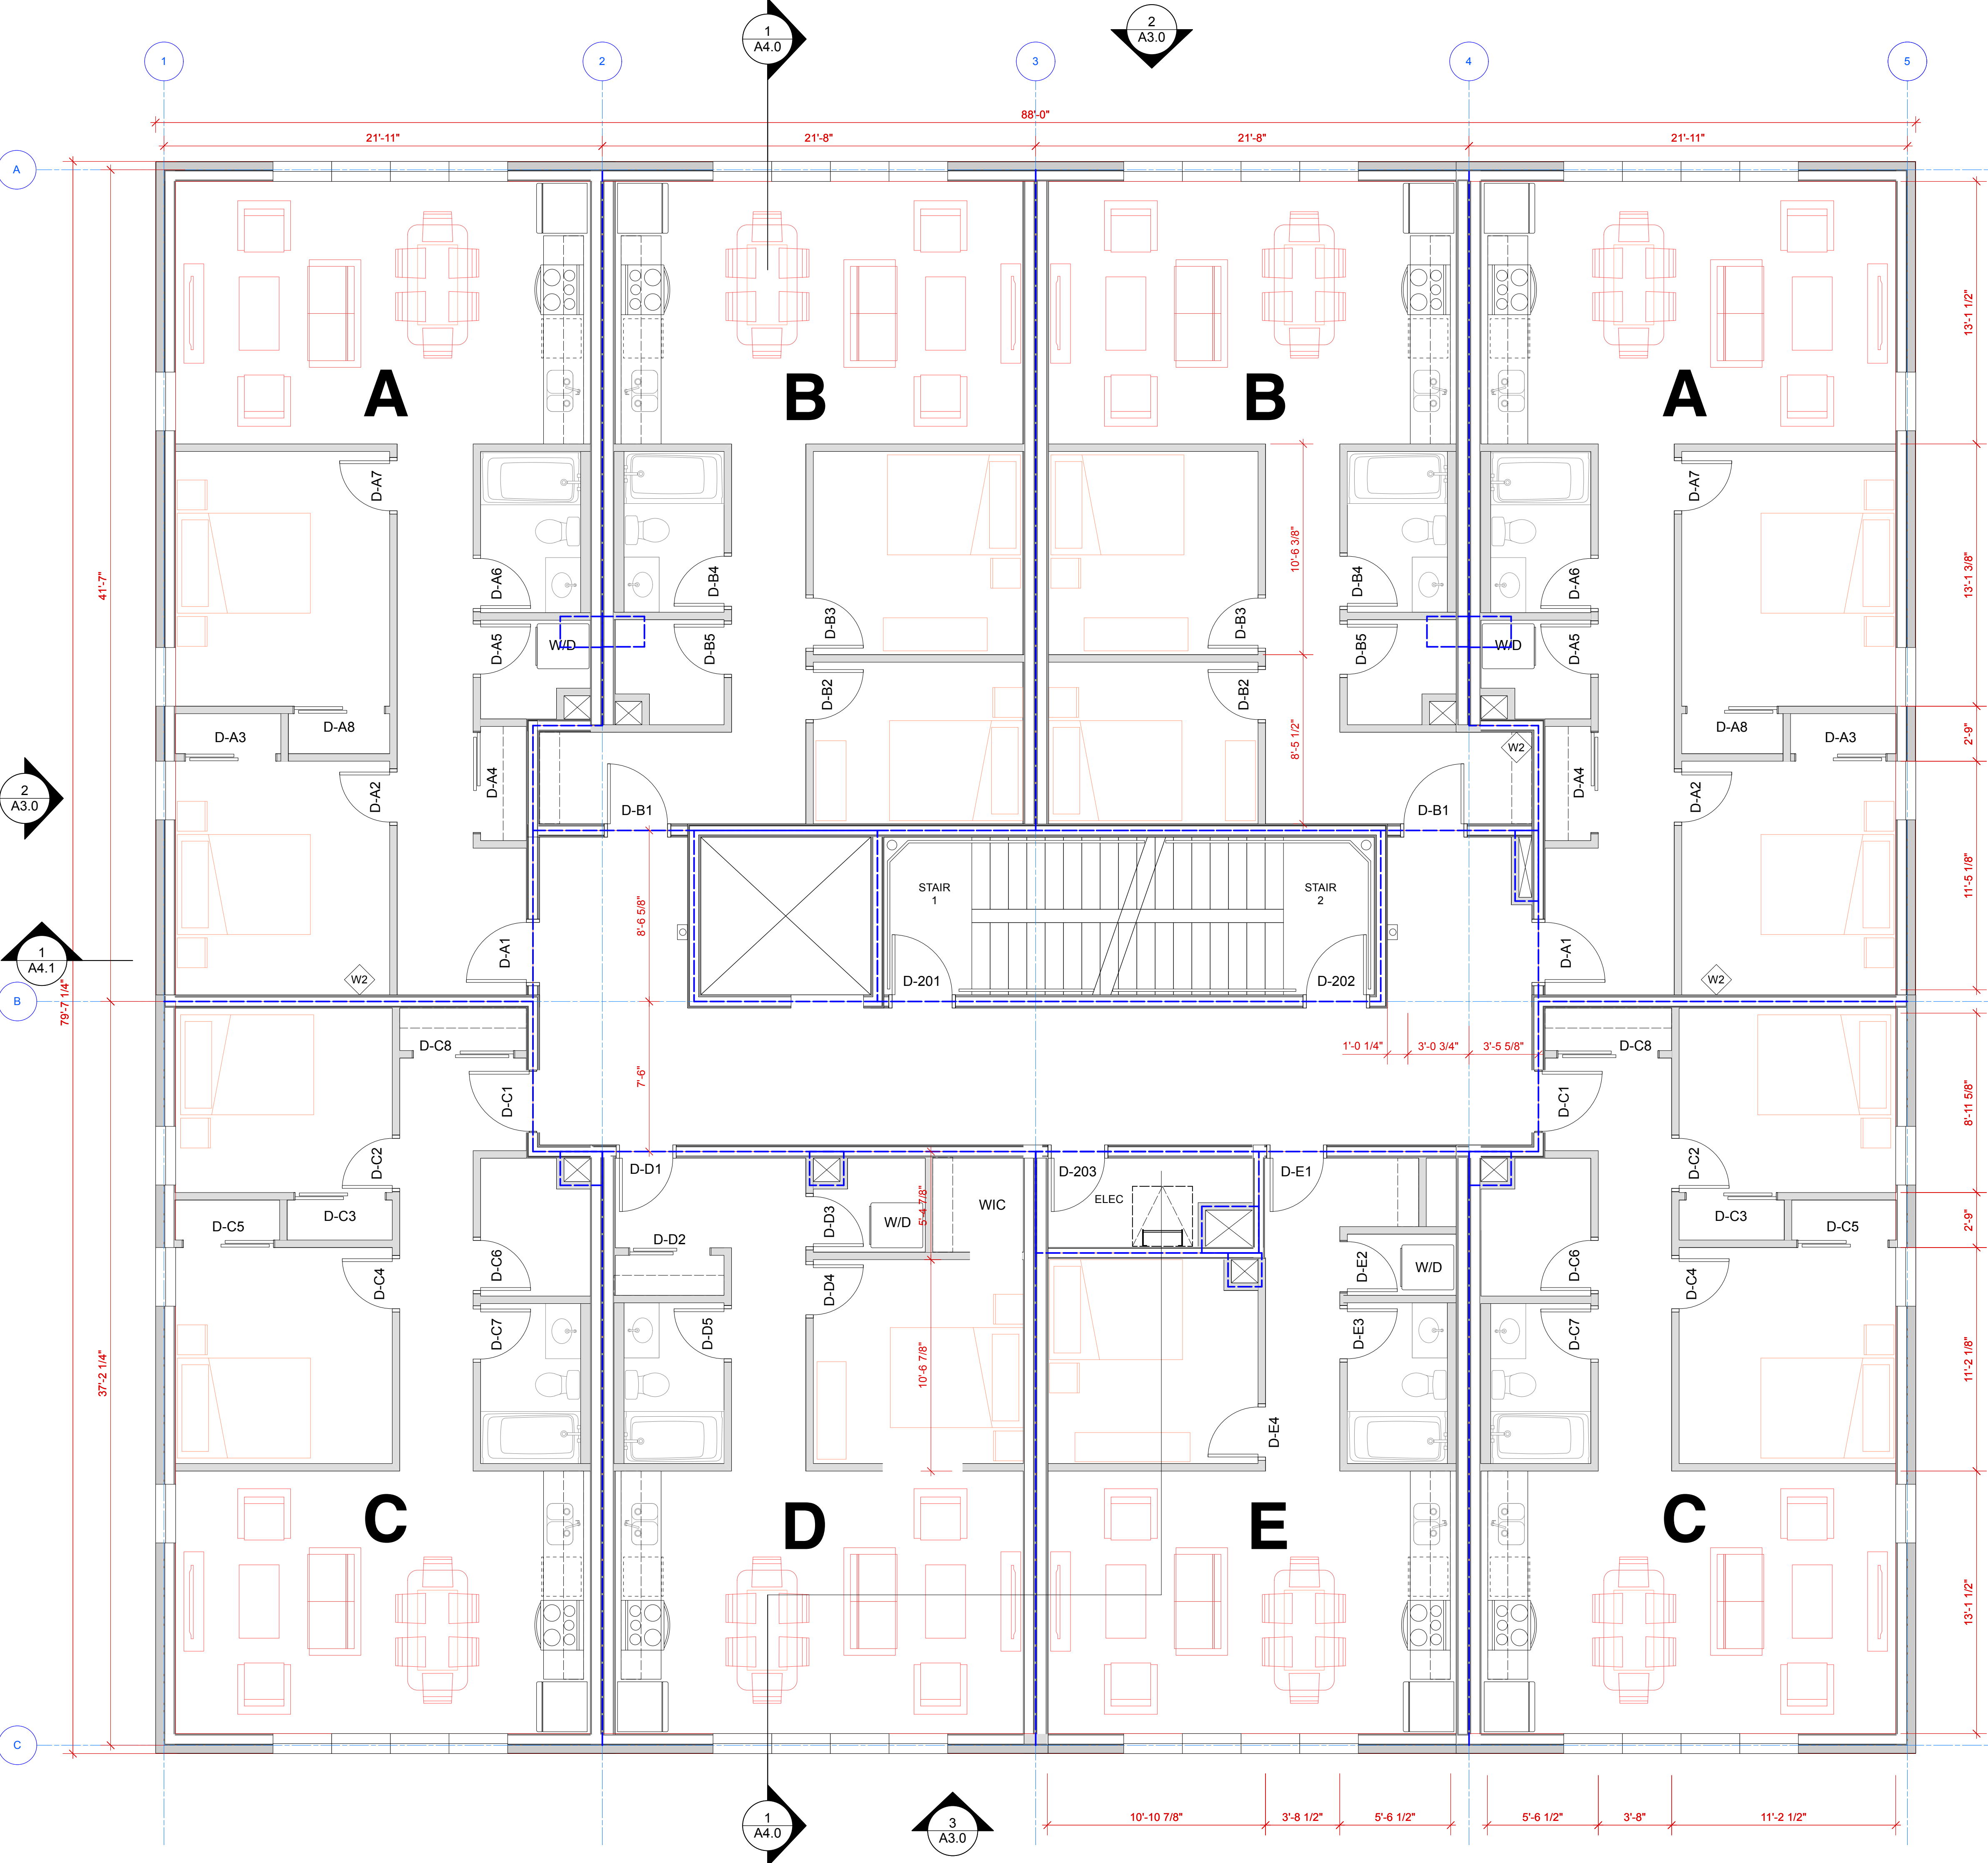 1
A4.0
2
A3.0
1
2
3
4
5
88'-0"
21'-11"
21'-8"
21'-8"
21'-11"
A
13'-1 1/2"
A
B
B
A
D-A7
D-A7
10'-6 3/8"
41'-7"
13'-1 3/8"
D-A6
D-B4
D-B4
D-A6
D-B3
D-B3
D-A5
W/D
D-B5
D-B5
W/D
D-A5
D-B2
D-B2
D-A3
D-A8
8'-5 1/2"
W2
D-A8
D-A3
2'-9"
2
A3.0
D-A2
D-A4
D-B1
D-B1
D-A4
D-A2
STAIR
1
STAIR
2
11'-5 1/8"
8'-6 5/8"
1
A4.1
D-A1
D-A1
W2
D-201
D-202
W2
B
79'-7 1/4"
D-C8
1'-0 1/4"
3'-0 3/4"
3'-5 5/8"
D-C8
7'-6"
D-C1
D-C1
8'-11 5/8"
D-C2
D-D1
D-203
D-E1
D-C2
ELEC
5'-4 7/8"
WIC
D-C5
D-C3
D-D3
W/D
D-C3
D-C5
2'-9"
D-D2
D-C6
D-E2
W/D
D-C6
D-C4
D-D4
D-C4
D-C7
D-D5
D-E3
D-C7
37'-2 1/4"
10'-6 7/8"
11'-2 1/8"
D-E4
C
D
E
C
13'-1 1/2"
C
1
A4.0
3
A3.0
10'-10 7/8"
3'-8 1/2"
5'-6 1/2"
5'-6 1/2"
3'-8"
11'-2 1/2"